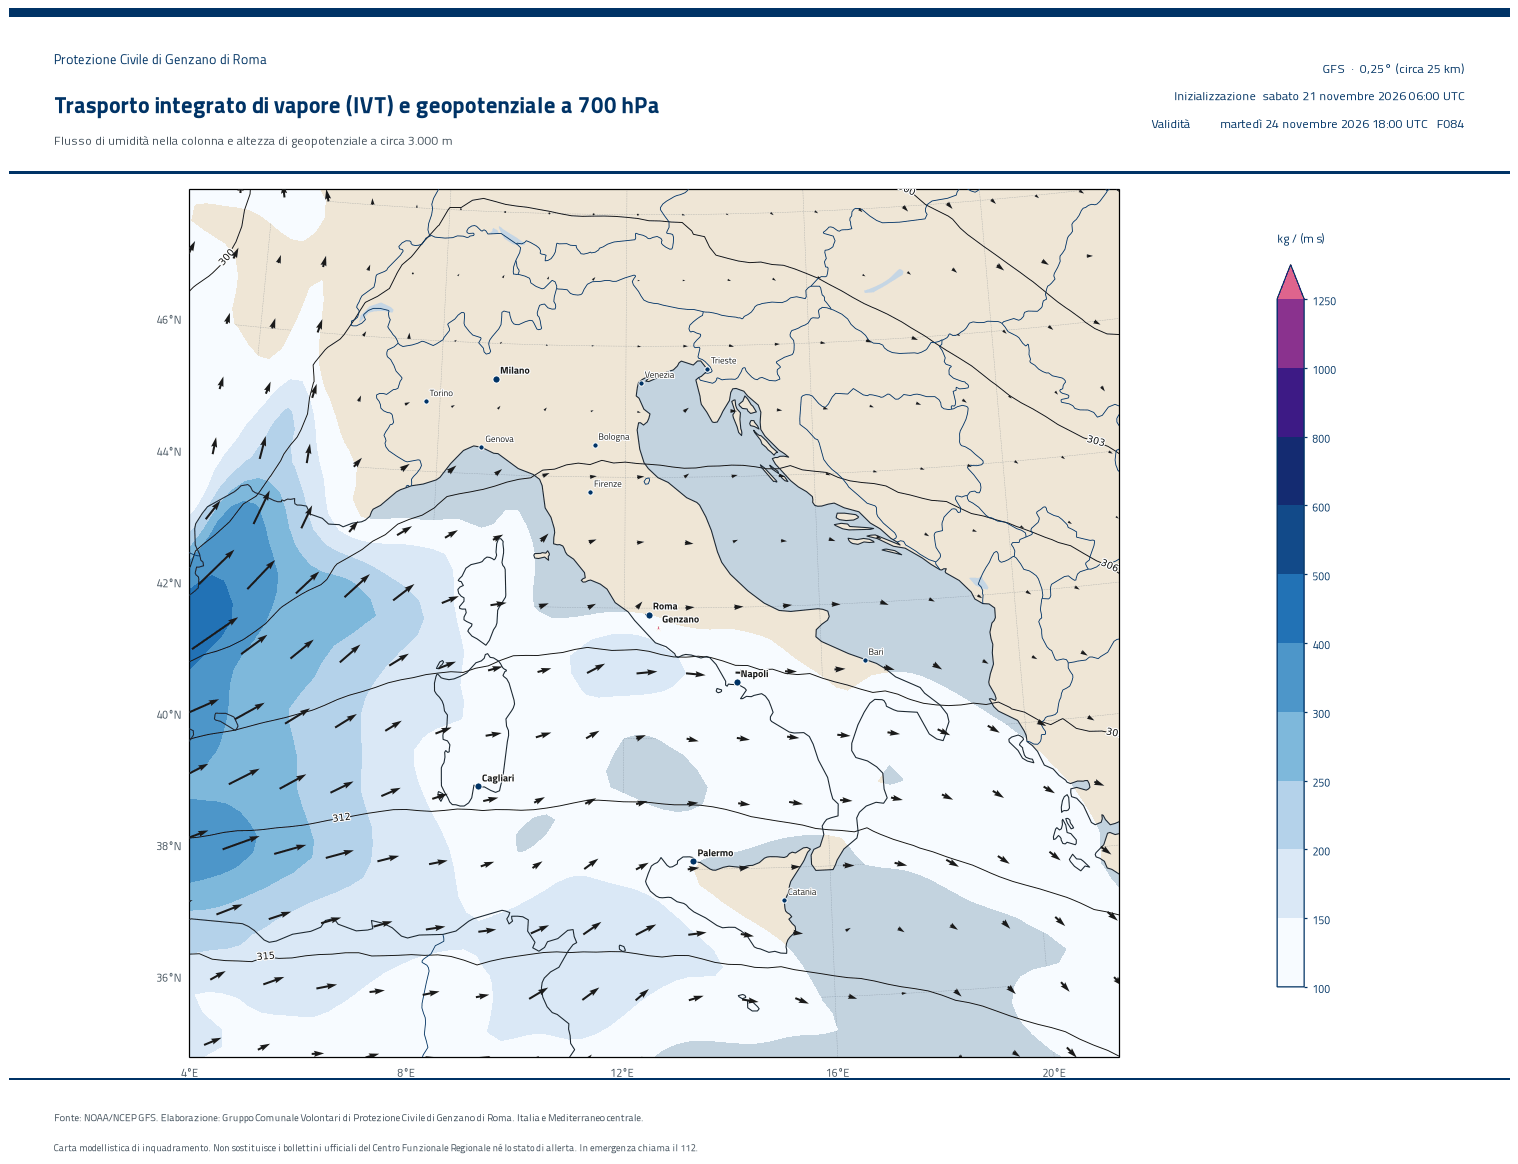 Protezione Civile di Genzano di Roma
Trasporto integrato di vapore (IVT) e geopotenziale a 700 hPa
Flusso di umidità nella colonna e altezza di geopotenziale a circa 3.000 m
GFS · 0,25° (circa 25 km)
Inizializzazione sabato 21 novembre 2026 06:00 UTC
Validità martedì 24 novembre 2026 18:00 UTC F084
kg / (m s)
1250
1000
800
600
500
400
300
250
200
150
100
46°N
44°N
42°N
40°N
38°N
36°N
4°E
8°E
12°E
16°E
20°E
300
303
306
30
312
315
Milano
Torino
Venezia
Trieste
Genova
Bologna
Firenze
Roma
Genzano
Napoli
Bari
Cagliari
Palermo
Catania
Fonte: NOAA/NCEP GFS. Elaborazione: Gruppo Comunale Volontari di Protezione Civile di Genzano di Roma. Italia e Mediterraneo centrale.
Carta modellistica di inquadramento. Non sostituisce i bollettini ufficiali del Centro Funzionale Regionale né lo stato di allerta. In emergenza chiama il 112.